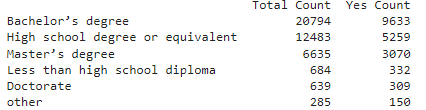 Total Count Yes Count
Bachelor’s degree 20794 9633
High school degree or equivalent 12483 5259
Master’s degree 6635 3070
Less than high school diploma 684 332
Doctorate 639 309
other 285 150